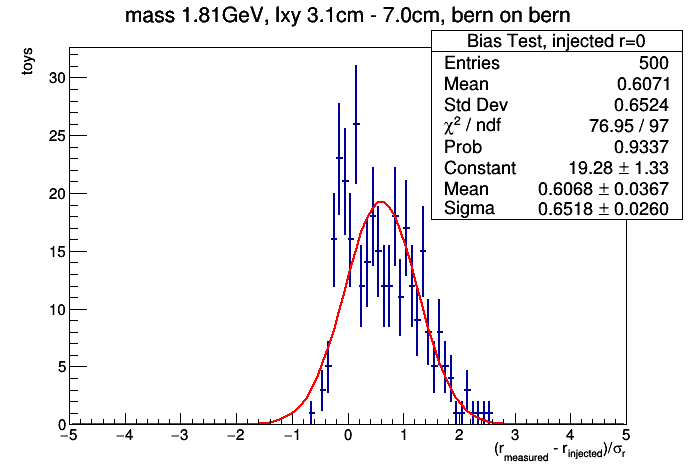 mass 1.81GeV, lxy 3.1cm - 7.0cm, bern on bern
Bias Test, injected r=0
Entries 500
Mean 0.6071
Std Dev 0.6524
χ² / ndf 76.95 / 97
Prob 0.9337
Constant 19.28 ± 1.33
Mean 0.6068 ± 0.0367
Sigma 0.6518 ± 0.0260
toys
30
25
20
15
10
5
0
−5 −4 −3 −2 −1 0 1 2 3 4 5
(r_measured - r_injected)/σ_r